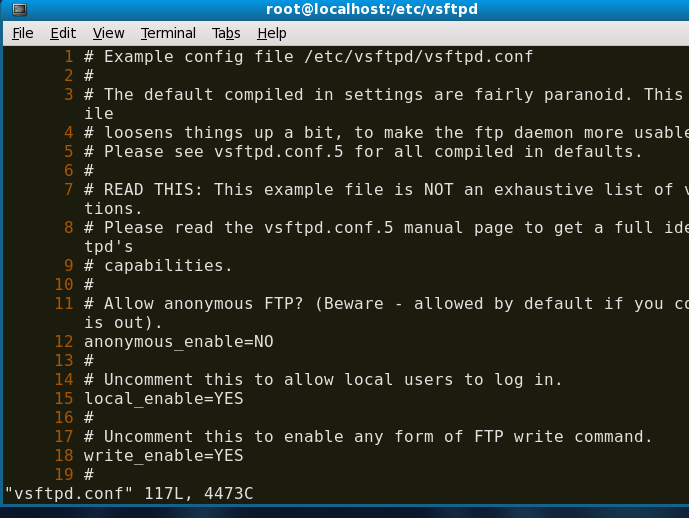 root@localhost:/etc/vsftpd
File Edit View Terminal Tabs Help
1 # Example config file /etc/vsftpd/vsftpd.conf
2 #
3 # The default compiled in settings are fairly paranoid. This
ile
4 # loosens things up a bit, to make the ftp daemon more usable
5 # Please see vsftpd.conf.5 for all compiled in defaults.
6 #
7 # READ THIS: This example file is NOT an exhaustive list of v
tions.
8 # Please read the vsftpd.conf.5 manual page to get a full ide
tpd's
9 # capabilities.
10 #
11 # Allow anonymous FTP? (Beware - allowed by default if you co
is out).
12 anonymous_enable=NO
13 #
14 # Uncomment this to allow local users to log in.
15 local_enable=YES
16 #
17 # Uncomment this to enable any form of FTP write command.
18 write_enable=YES
19 #
"vsftpd.conf" 117L, 4473C